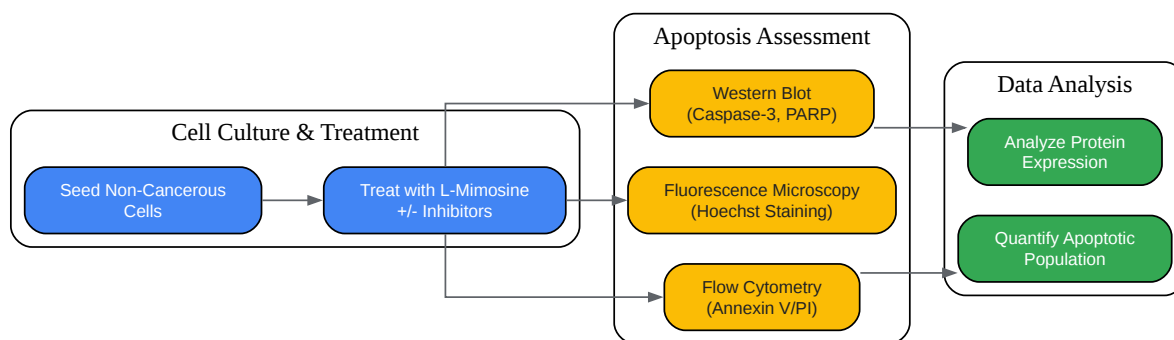 Cell Culture & Treatment
Seed Non-Cancerous
Cells
Treat with L-Mimosine
+/- Inhibitors
Apoptosis Assessment
Western Blot
(Caspase-3, PARP)
Fluorescence Microscopy
(Hoechst Staining)
Flow Cytometry
(Annexin V/PI)
Data Analysis
Analyze Protein
Expression
Quantify Apoptotic
Population